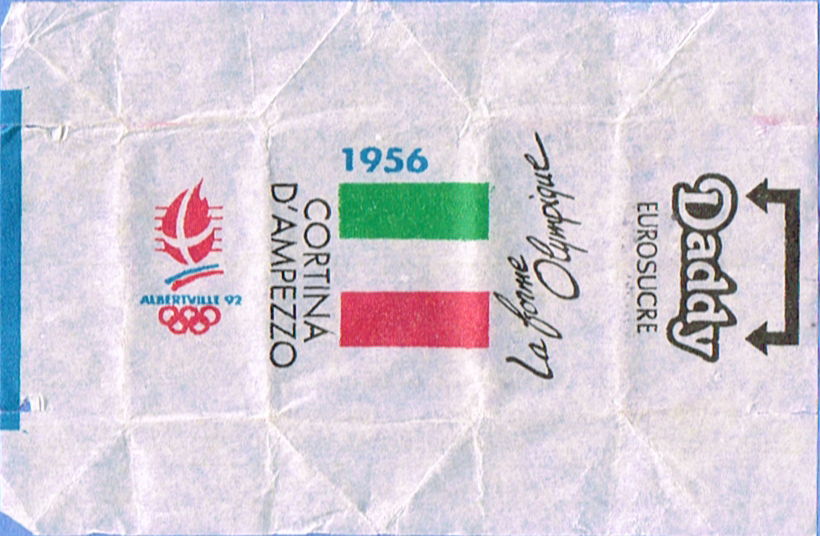 1956
CORTINA
D'AMPEZZO
ALBERTVILLE 92
La forme
Olympique
Daddy
EUROSUCRE